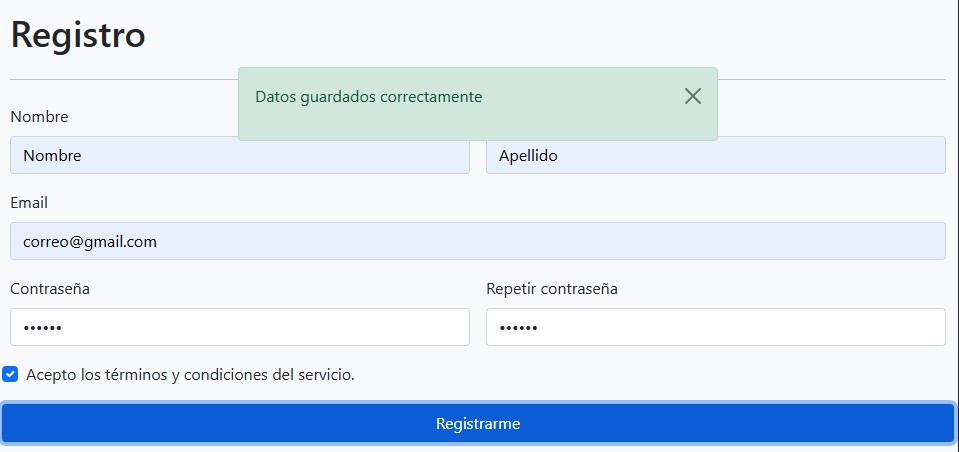 Registro
Datos guardados correctamente
Nombre
Nombre
Apellido
Email
correo@gmail.com
Contraseña
Repetir contraseña
••••••
••••••
Acepto los términos y condiciones del servicio.
Registrarme